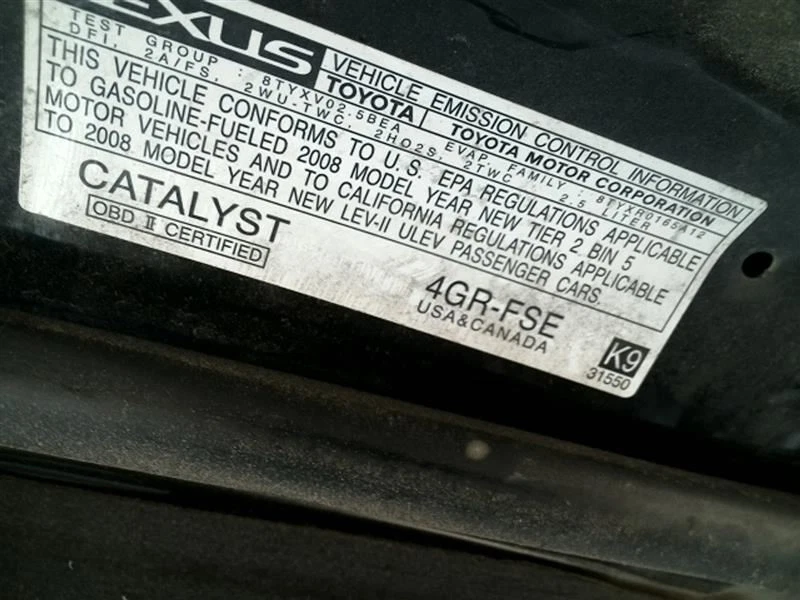 EXUS
VEHICLE EMISSION CONTROL INFORMATION
TOYOTA
TOYOTA MOTOR CORPORATION
TEST GROUP : 8TYXV02.5BEA EVAP. FAMILY : 8TYXR0165A12
DFI, 2A/FS, 2WU-TWC, 2HO2S, 2TWC 2.5 LITER
THIS VEHICLE CONFORMS TO U.S. EPA REGULATIONS APPLICABLE
TO GASOLINE-FUELED 2008 MODEL YEAR NEW TIER 2 BIN 5
MOTOR VEHICLES AND TO CALIFORNIA REGULATIONS APPLICABLE
TO 2008 MODEL YEAR NEW LEV-II ULEV PASSENGER CARS.
CATALYST
OBD II CERTIFIED
4GR-FSE
USA&CANADA
K9
31550